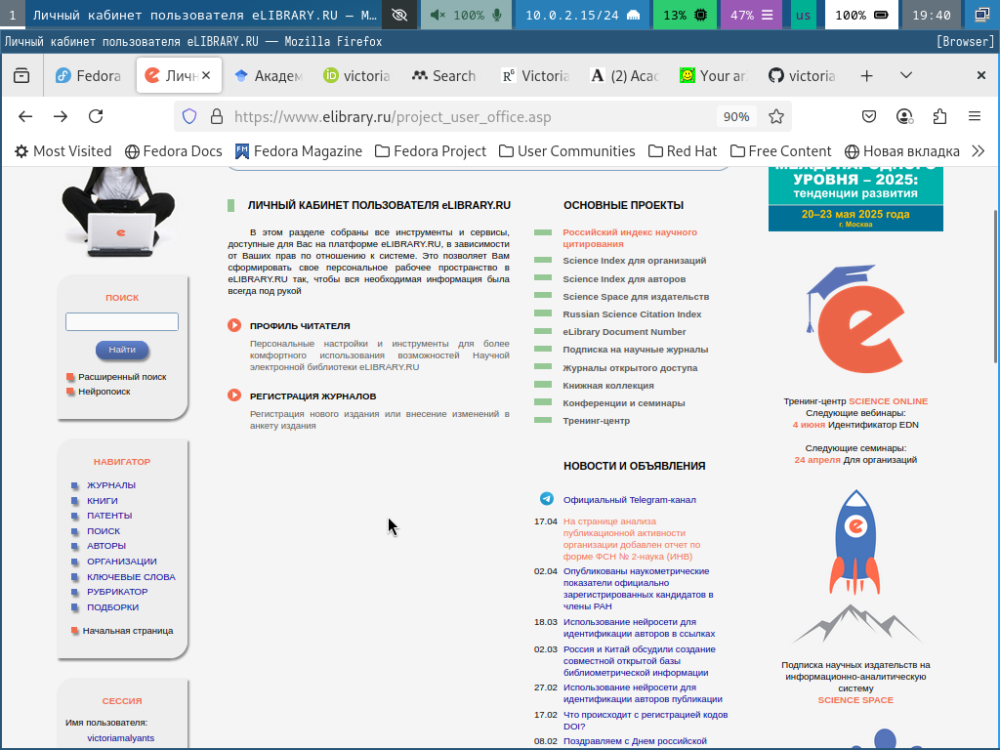 1
Личный кабинет пользователя eLIBRARY.RU — M...
100%
10.0.2.15/24
13%
47%
us
100%
19:40
Личный кабинет пользователя eLIBRARY.RU —— Mozilla Firefox
[Browser]
Fedora
Личн
Академ
victoria
Search
Victoria
(2) Acac
Your ar
victoria
https://www.elibrary.ru/project_user_office.asp
90%
Most Visited
Fedora Docs
Fedora Magazine
Fedora Project
User Communities
Red Hat
Free Content
Новая вкладка
ПОИСК
Найти
Расширенный поиск
Нейропоиск
НАВИГАТОР
ЖУРНАЛЫ
КНИГИ
ПАТЕНТЫ
ПОИСК
АВТОРЫ
ОРГАНИЗАЦИИ
КЛЮЧЕВЫЕ СЛОВА
РУБРИКАТОР
ПОДБОРКИ
Начальная страница
СЕССИЯ
Имя пользователя:
victoriamalyants
ЛИЧНЫЙ КАБИНЕТ ПОЛЬЗОВАТЕЛЯ eLIBRARY.RU
В этом разделе собраны все инструменты и сервисы,
доступные для Вас на платформе eLIBRARY.RU, в зависимости
от Ваших прав по отношению к системе. Это позволяет Вам
сформировать свое персональное рабочее пространство в
eLIBRARY.RU так, чтобы вся необходимая информация была
всегда под рукой
ПРОФИЛЬ ЧИТАТЕЛЯ
Персональные настройки и инструменты для более
комфортного использования возможностей Научной
электронной библиотеки eLIBRARY.RU
РЕГИСТРАЦИЯ ЖУРНАЛОВ
Регистрация нового издания или внесение изменений в
анкету издания
ОСНОВНЫЕ ПРОЕКТЫ
Российский индекс научного
цитирования
Science Index для организаций
Science Index для авторов
Science Space для издательств
Russian Science Citation Index
eLibrary Document Number
Подписка на научные журналы
Журналы открытого доступа
Книжная коллекция
Конференции и семинары
Тренинг-центр
НОВОСТИ И ОБЪЯВЛЕНИЯ
Официальный Telegram-канал
17.04 На странице анализа
публикационной активности
организации добавлен отчет по
форме ФСН № 2-наука (ИНВ)
02.04 Опубликованы наукометрические
показатели официально
зарегистрированных кандидатов в
члены РАН
18.03 Использование нейросети для
идентификации авторов в ссылках
02.03 Россия и Китай обсудили создание
совместной открытой базы
библиометрической информации
27.02 Использование нейросети для
идентификации авторов публикации
17.02 Что происходит с регистрацией кодов
DOI?
08.02 Поздравляем с Днем российской
МЕЖДУНАРОДНОГО
УРОВНЯ – 2025:
тенденции развития
20–23 мая 2025 года
г. Москва
Тренинг-центр SCIENCE ONLINE
Следующие вебинары:
4 июня Идентификатор EDN
Следующие семинары:
24 апреля Для организаций
Подписка научных издательств на
информационно-аналитическую
систему
SCIENCE SPACE